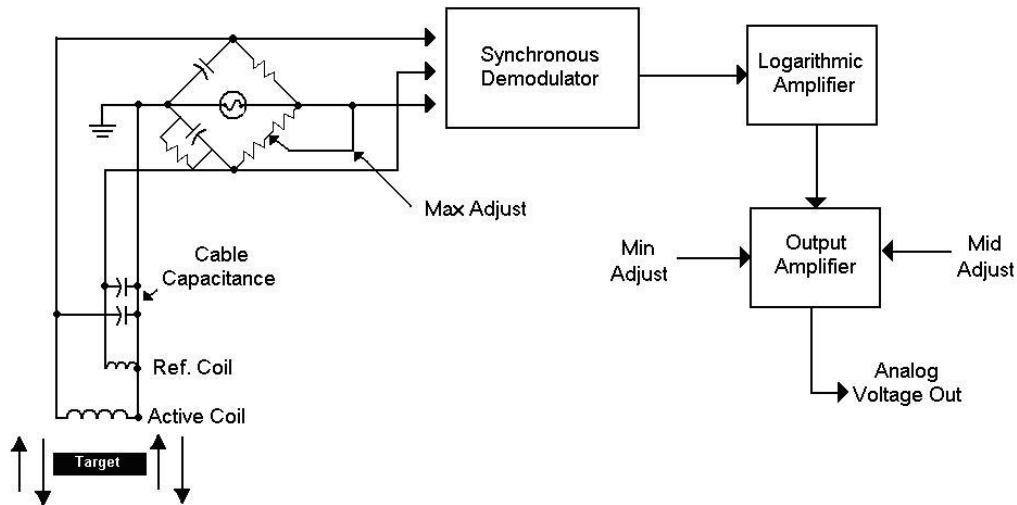 Synchronous
Demodulator
Logarithmic
Amplifier
Max Adjust
Min
Adjust
Output
Amplifier
Mid
Adjust
Cable
Capacitance
Ref. Coil
Active Coil
Analog
Voltage Out
Target